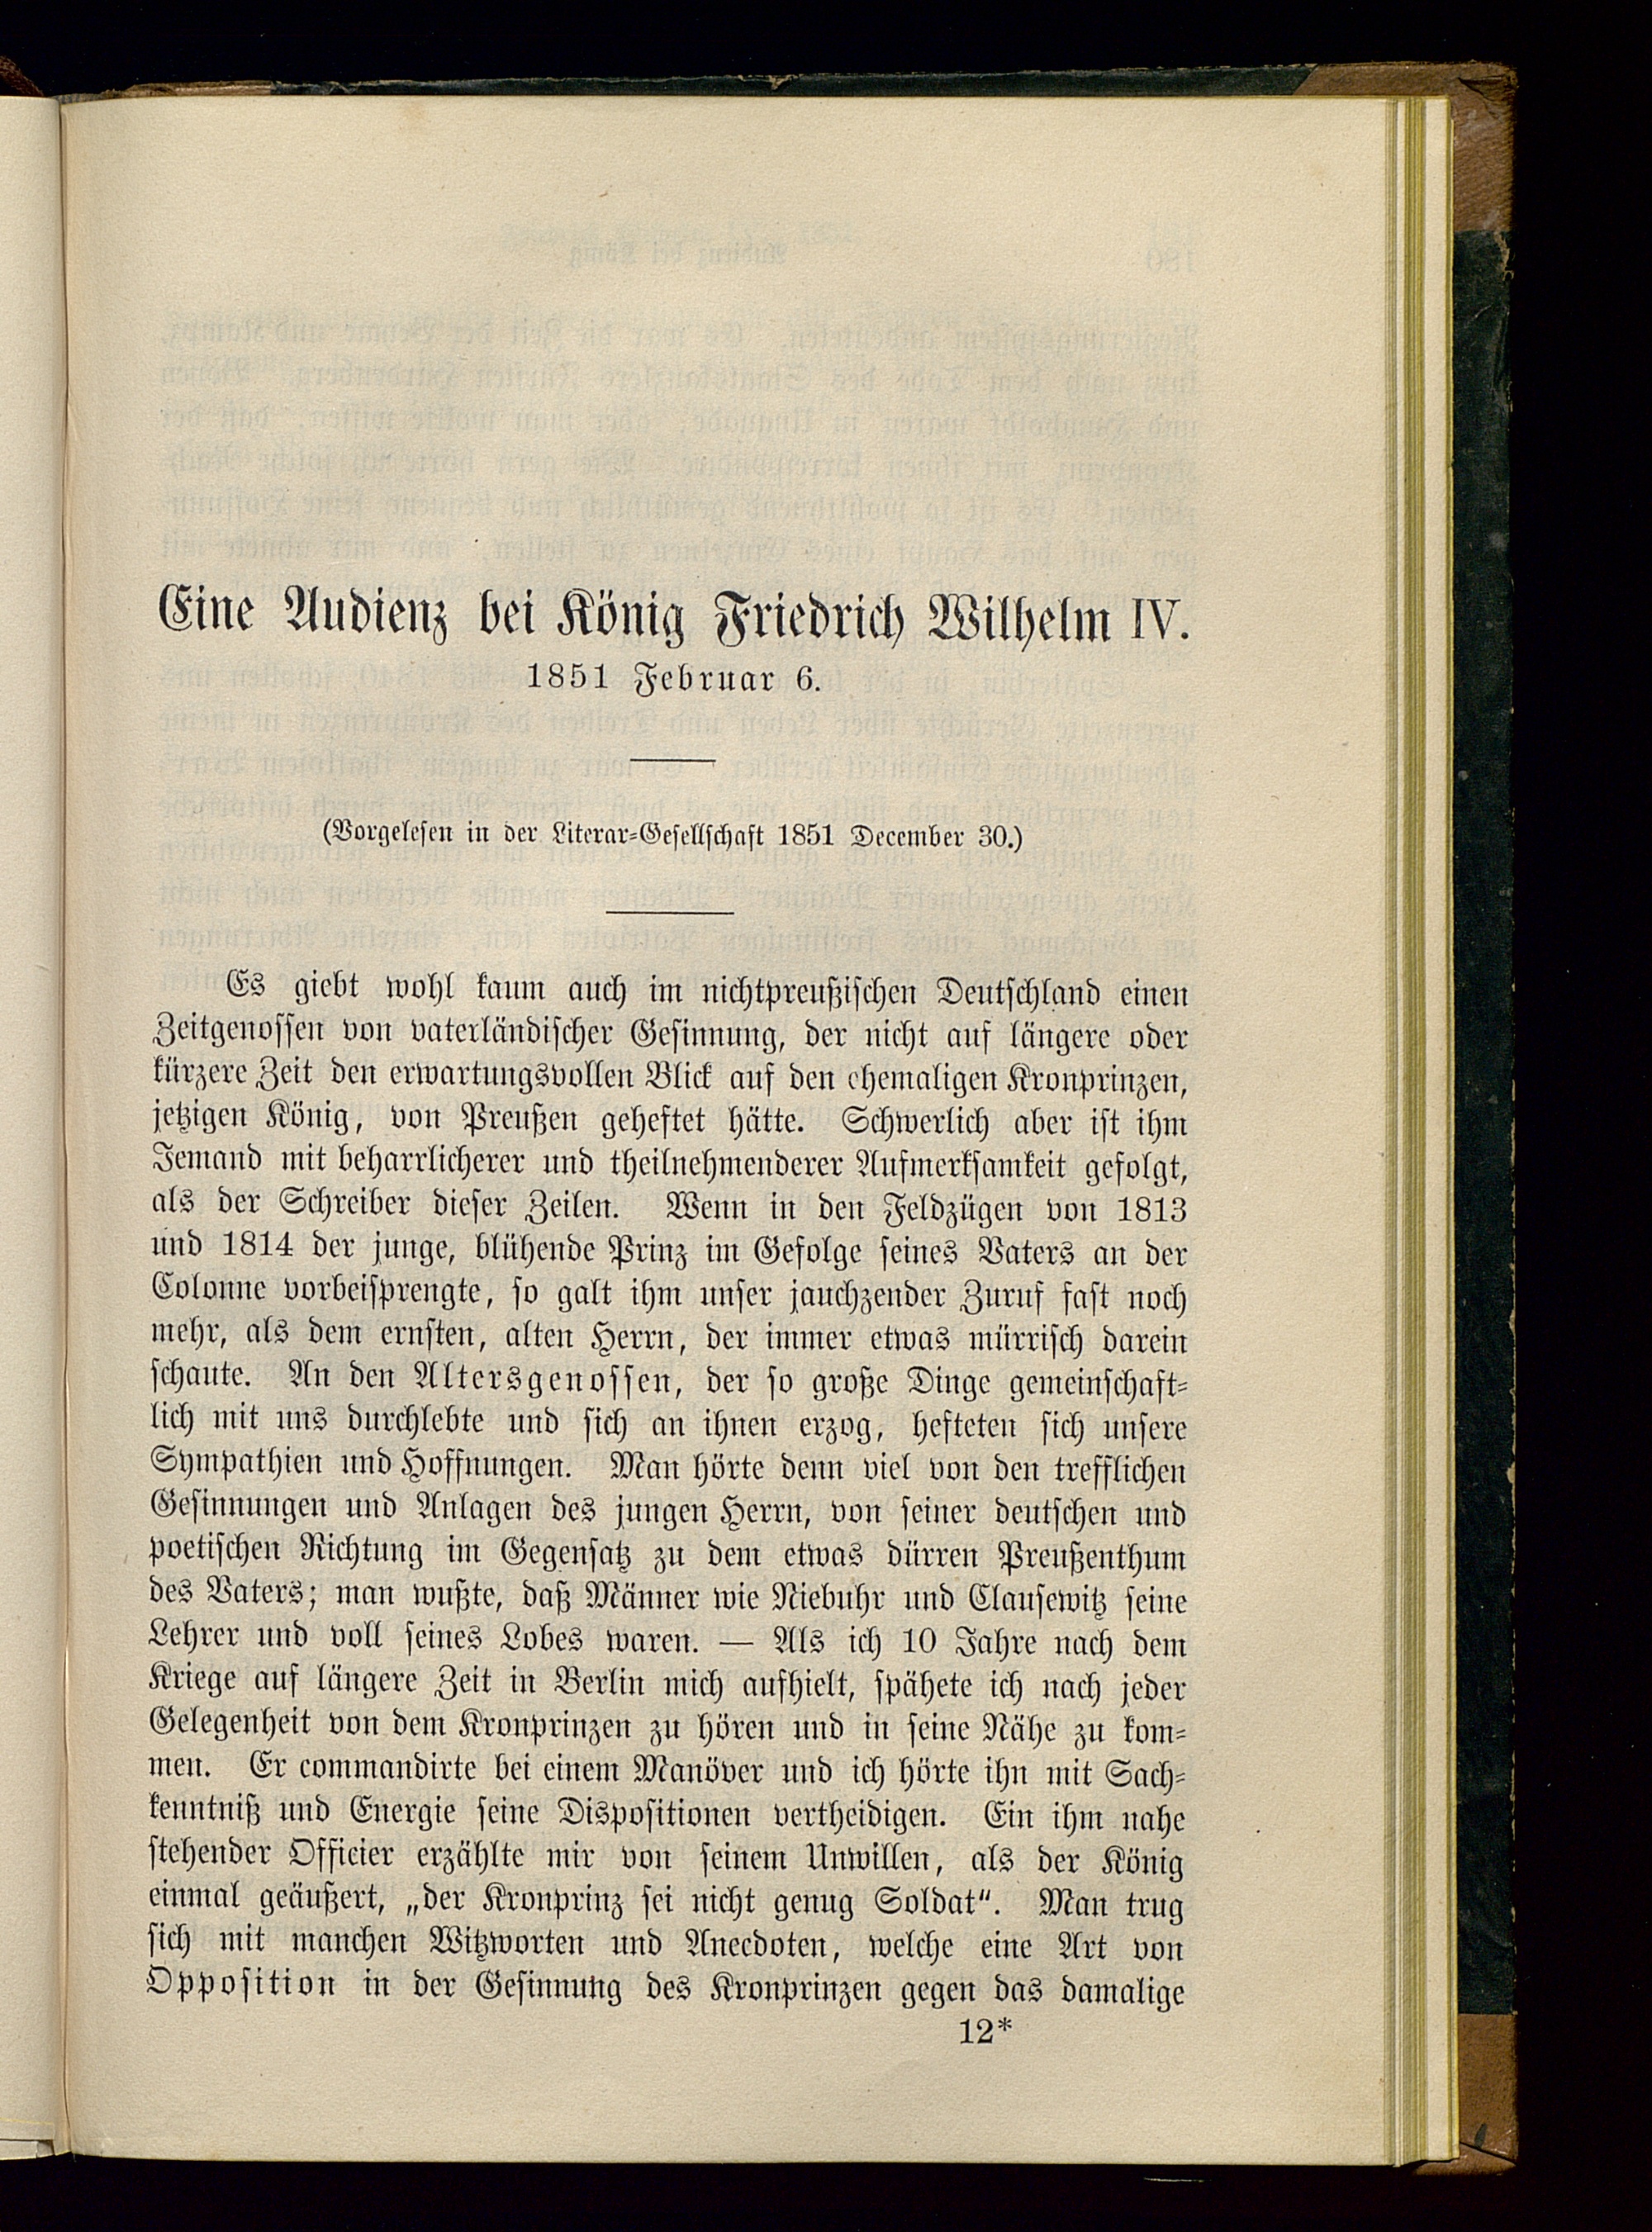 Eine Audienz bei König Friedrich Wilhelm IV.
1851 Februar 6.
(Vorgelesen in der Literar-Gesellschaft 1851 December 30.)
Es giebt wohl kaum auch im nichtpreußischen Deutschland einen
Zeitgenossen von vaterländischer Gesinnung, der nicht auf längere oder
kürzere Zeit den erwartungsvollen Blick auf den ehemaligen Kronprinzen,
jetzigen König, von Preußen geheftet hätte. Schwerlich aber ist ihm
Jemand mit beharrlicherer und theilnehmenderer Aufmerksamkeit gefolgt,
als der Schreiber dieser Zeilen. Wenn in den Feldzügen von 1813
und 1814 der junge, blühende Prinz im Gefolge seines Vaters an der
Colonne vorbeisprengte, so galt ihm unser jauchzender Zuruf fast noch
mehr, als dem ernsten, alten Herrn, der immer etwas mürrisch darein
schaute. An den Altersgenossen, der so große Dinge gemeinschaft-
lich mit uns durchlebte und sich an ihnen erzog, hefteten sich unsere
Sympathien und Hoffnungen. Man hörte denn viel von den trefflichen
Gesinnungen und Anlagen des jungen Herrn, von seiner deutschen und
poetischen Richtung im Gegensatz zu dem etwas dürren Preußenthum
des Vaters; man wußte, daß Männer wie Niebuhr und Clausewitz seine
Lehrer und voll seines Lobes waren. — Als ich 10 Jahre nach dem
Kriege auf längere Zeit in Berlin mich aufhielt, spähete ich nach jeder
Gelegenheit von dem Kronprinzen zu hören und in seine Nähe zu kom-
men. Er commandirte bei einem Manöver und ich hörte ihn mit Sach-
kenntniß und Energie seine Dispositionen vertheidigen. Ein ihm nahe
stehender Officier erzählte mir von seinem Unwillen, als der König
einmal geäußert, „der Kronprinz sei nicht genug Soldat“. Man trug
sich mit manchen Witzworten und Anecdoten, welche eine Art von
Opposition in der Gesinnung des Kronprinzen gegen das damalige
12*